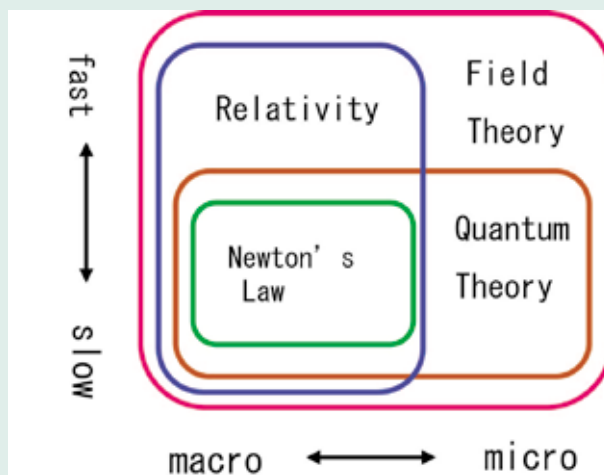 fast
slow
Relativity
Field
Theory
Newton's
Law
Quantum
Theory
macro
micro